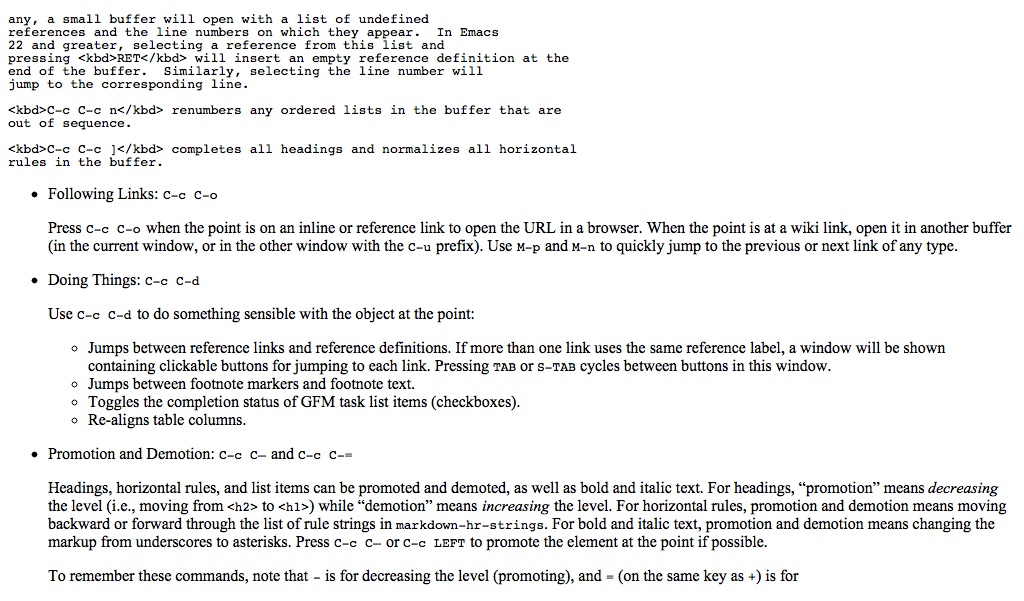 any, a small buffer will open with a list of undefined
references and the line numbers on which they appear.  In Emacs
22 and greater, selecting a reference from this list and
pressing <kbd>RET</kbd> will insert an empty reference definition at the
end of the buffer.  Similarly, selecting the line number will
jump to the corresponding line.
<kbd>C-c C-c n</kbd> renumbers any ordered lists in the buffer that are
out of sequence.
<kbd>C-c C-c ]</kbd> completes all headings and normalizes all horizontal
rules in the buffer.
• Following Links: C-c C-o
Press C-c C-o when the point is on an inline or reference link to open the URL in a browser. When the point is at a wiki link, open it in another buffer
(in the current window, or in the other window with the C-u prefix). Use M-p and M-n to quickly jump to the previous or next link of any type.
• Doing Things: C-c C-d
Use C-c C-d to do something sensible with the object at the point:
◦ Jumps between reference links and reference definitions. If more than one link uses the same reference label, a window will be shown
containing clickable buttons for jumping to each link. Pressing TAB or S-TAB cycles between buttons in this window.
◦ Jumps between footnote markers and footnote text.
◦ Toggles the completion status of GFM task list items (checkboxes).
◦ Re-aligns table columns.
• Promotion and Demotion: C-c C-- and C-c C-=
Headings, horizontal rules, and list items can be promoted and demoted, as well as bold and italic text. For headings, “promotion” means decreasing
the level (i.e., moving from <h2> to <h1>) while “demotion” means increasing the level. For horizontal rules, promotion and demotion means moving
backward or forward through the list of rule strings in markdown-hr-strings. For bold and italic text, promotion and demotion means changing the
markup from underscores to asterisks. Press C-c C-- or C-c LEFT to promote the element at the point if possible.
To remember these commands, note that - is for decreasing the level (promoting), and = (on the same key as +) is for